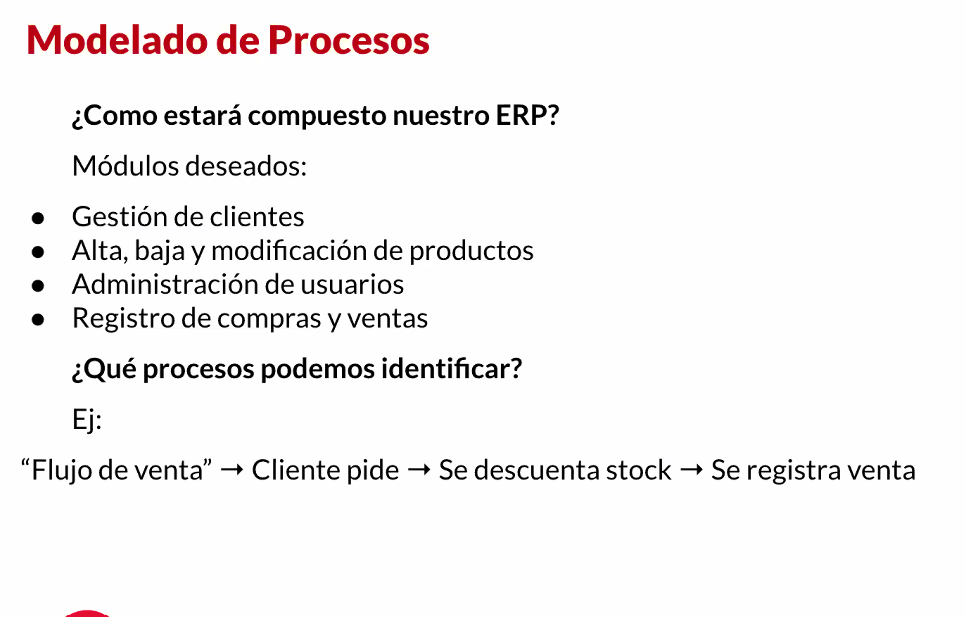 Modelado de Procesos
¿Como estará compuesto nuestro ERP?
Módulos deseados:
● Gestión de clientes
● Alta, baja y modificación de productos
● Administración de usuarios
● Registro de compras y ventas
¿Qué procesos podemos identificar?
Ej:
“Flujo de venta” → Cliente pide → Se descuenta stock → Se registra venta